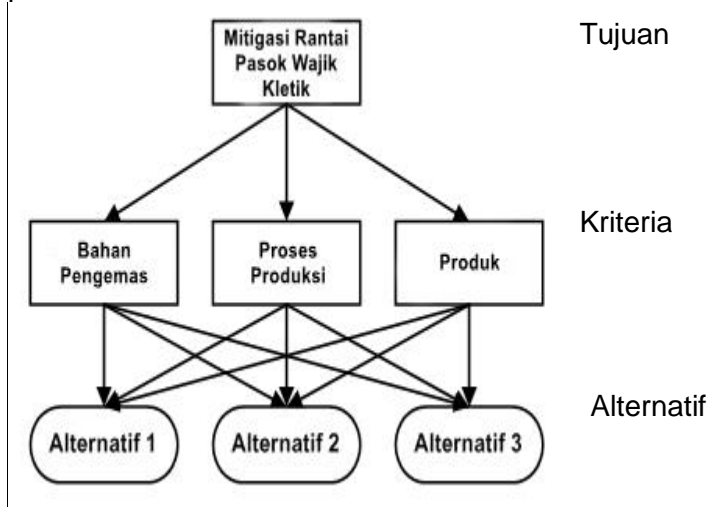 Mitigasi Rantai
Pasok Wajik
Kletik
Tujuan
Bahan
Pengemas
Proses
Produksi
Produk
Kriteria
Alternatif 1
Alternatif 2
Alternatif 3
Alternatif